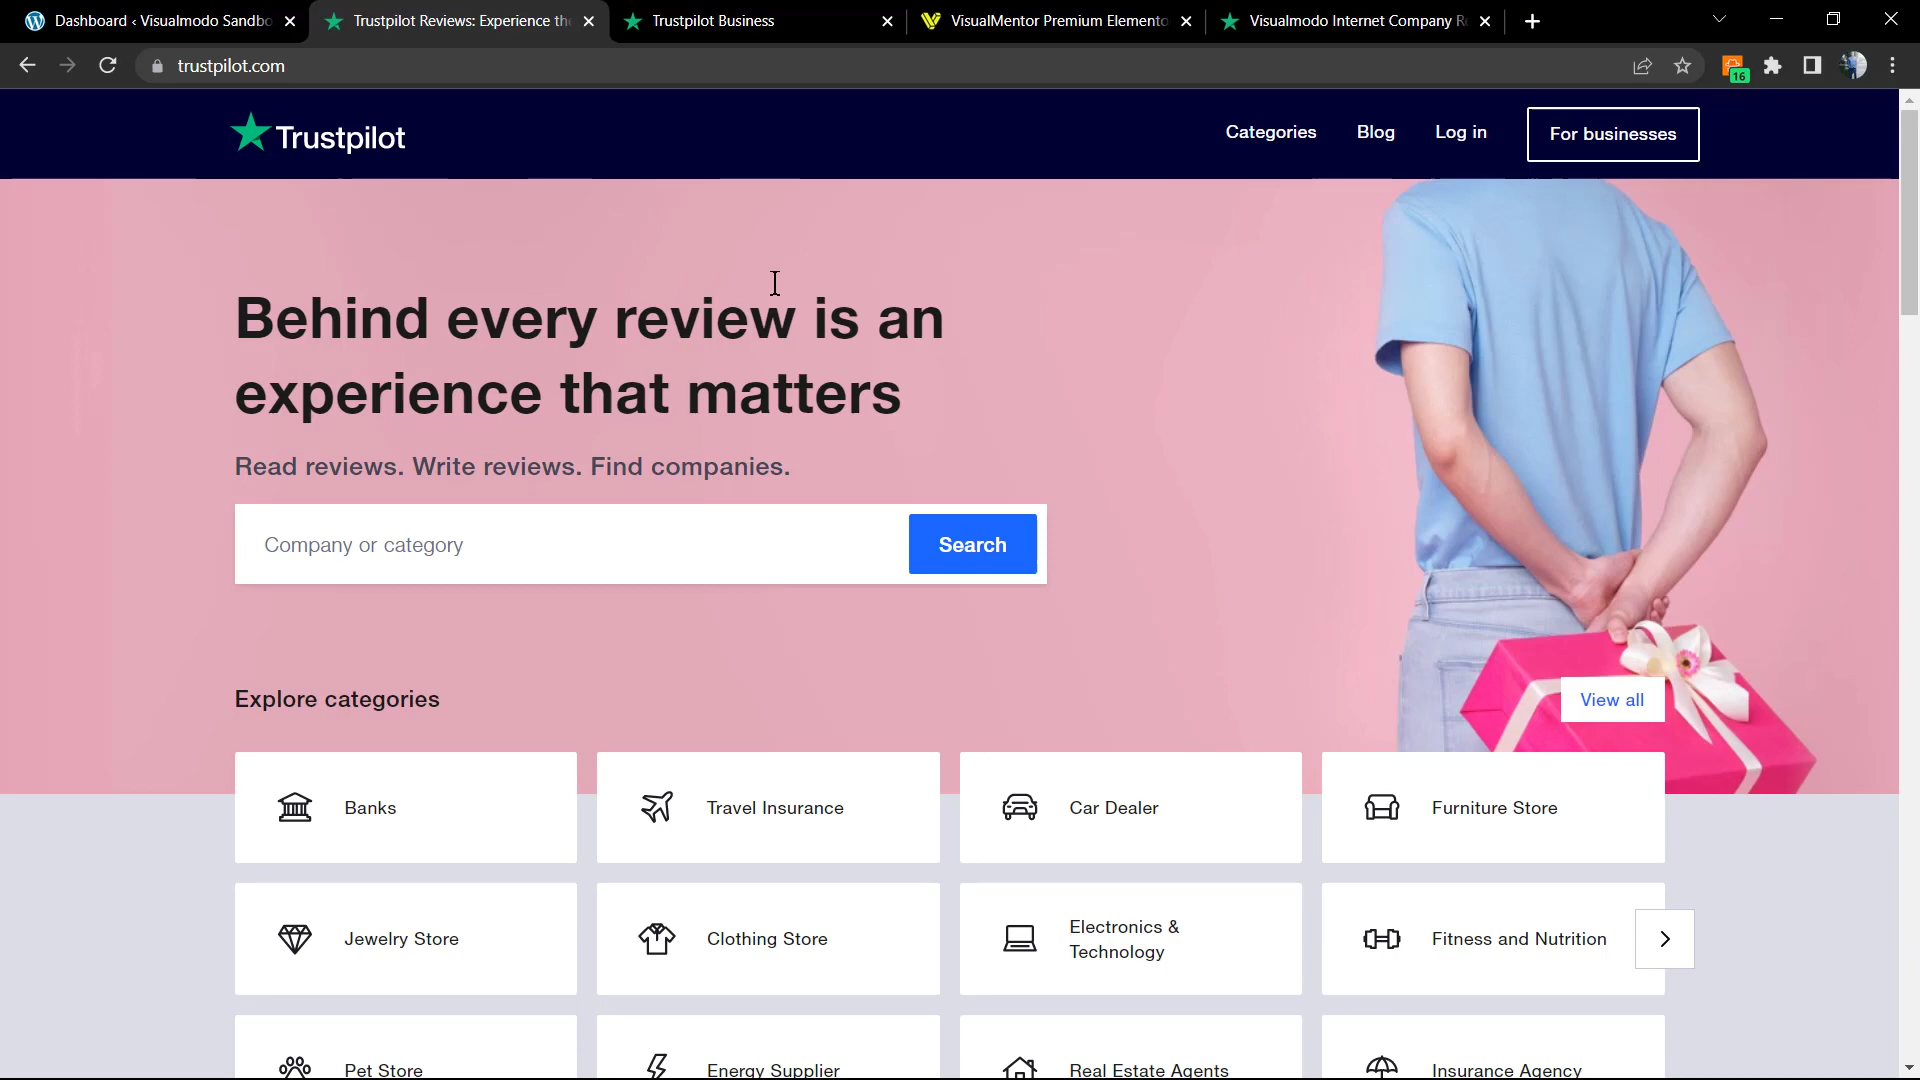 Dashboard ‹ Visualmodo Sandbo
Trustpilot Reviews: Experience th
Trustpilot Business
VisualMentor Premium Elemento
Visualmodo Internet Company R
trustpilot.com
16
Trustpilot
Categories
Blog
Log in
For businesses
Behind every review is an
experience that matters
Read reviews. Write reviews. Find companies.
Company or category
Search
Explore categories
View all
Banks
Travel Insurance
Car Dealer
Furniture Store
Jewelry Store
Clothing Store
Electronics &
Technology
Fitness and Nutrition
Pet Store
Energy Supplier
Real Estate Agents
Insurance Agency